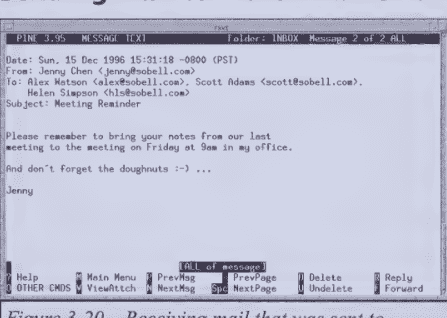 text
PINE 3.95 MESSAGE TEXT Folder: INBOX Message 2 of 2 ALL
Date: Sun, 15 Dec 1996 15:31:18 -0800 (PST)
From: Jenny Chen <jenny@sobell.com>
To: Alex Watson <alex@sobell.com>, Scott Adams <scott@sobell.com>,
Helen Simpson <hls@sobell.com>
Subject: Meeting Reminder
Please remember to bring your notes from our last
meeting to the meeting on Friday at 9am in my office.
And don't forget the doughnuts :-) ...
Jenny
[ALL of message]
? Help M Main Menu P PrevMsg - PrevPage D Delete R Reply
O OTHER CMDS V ViewAttch N NextMsg Spc NextPage U Undelete F Forward
Figure 3-20 Receiving mail that was sent to